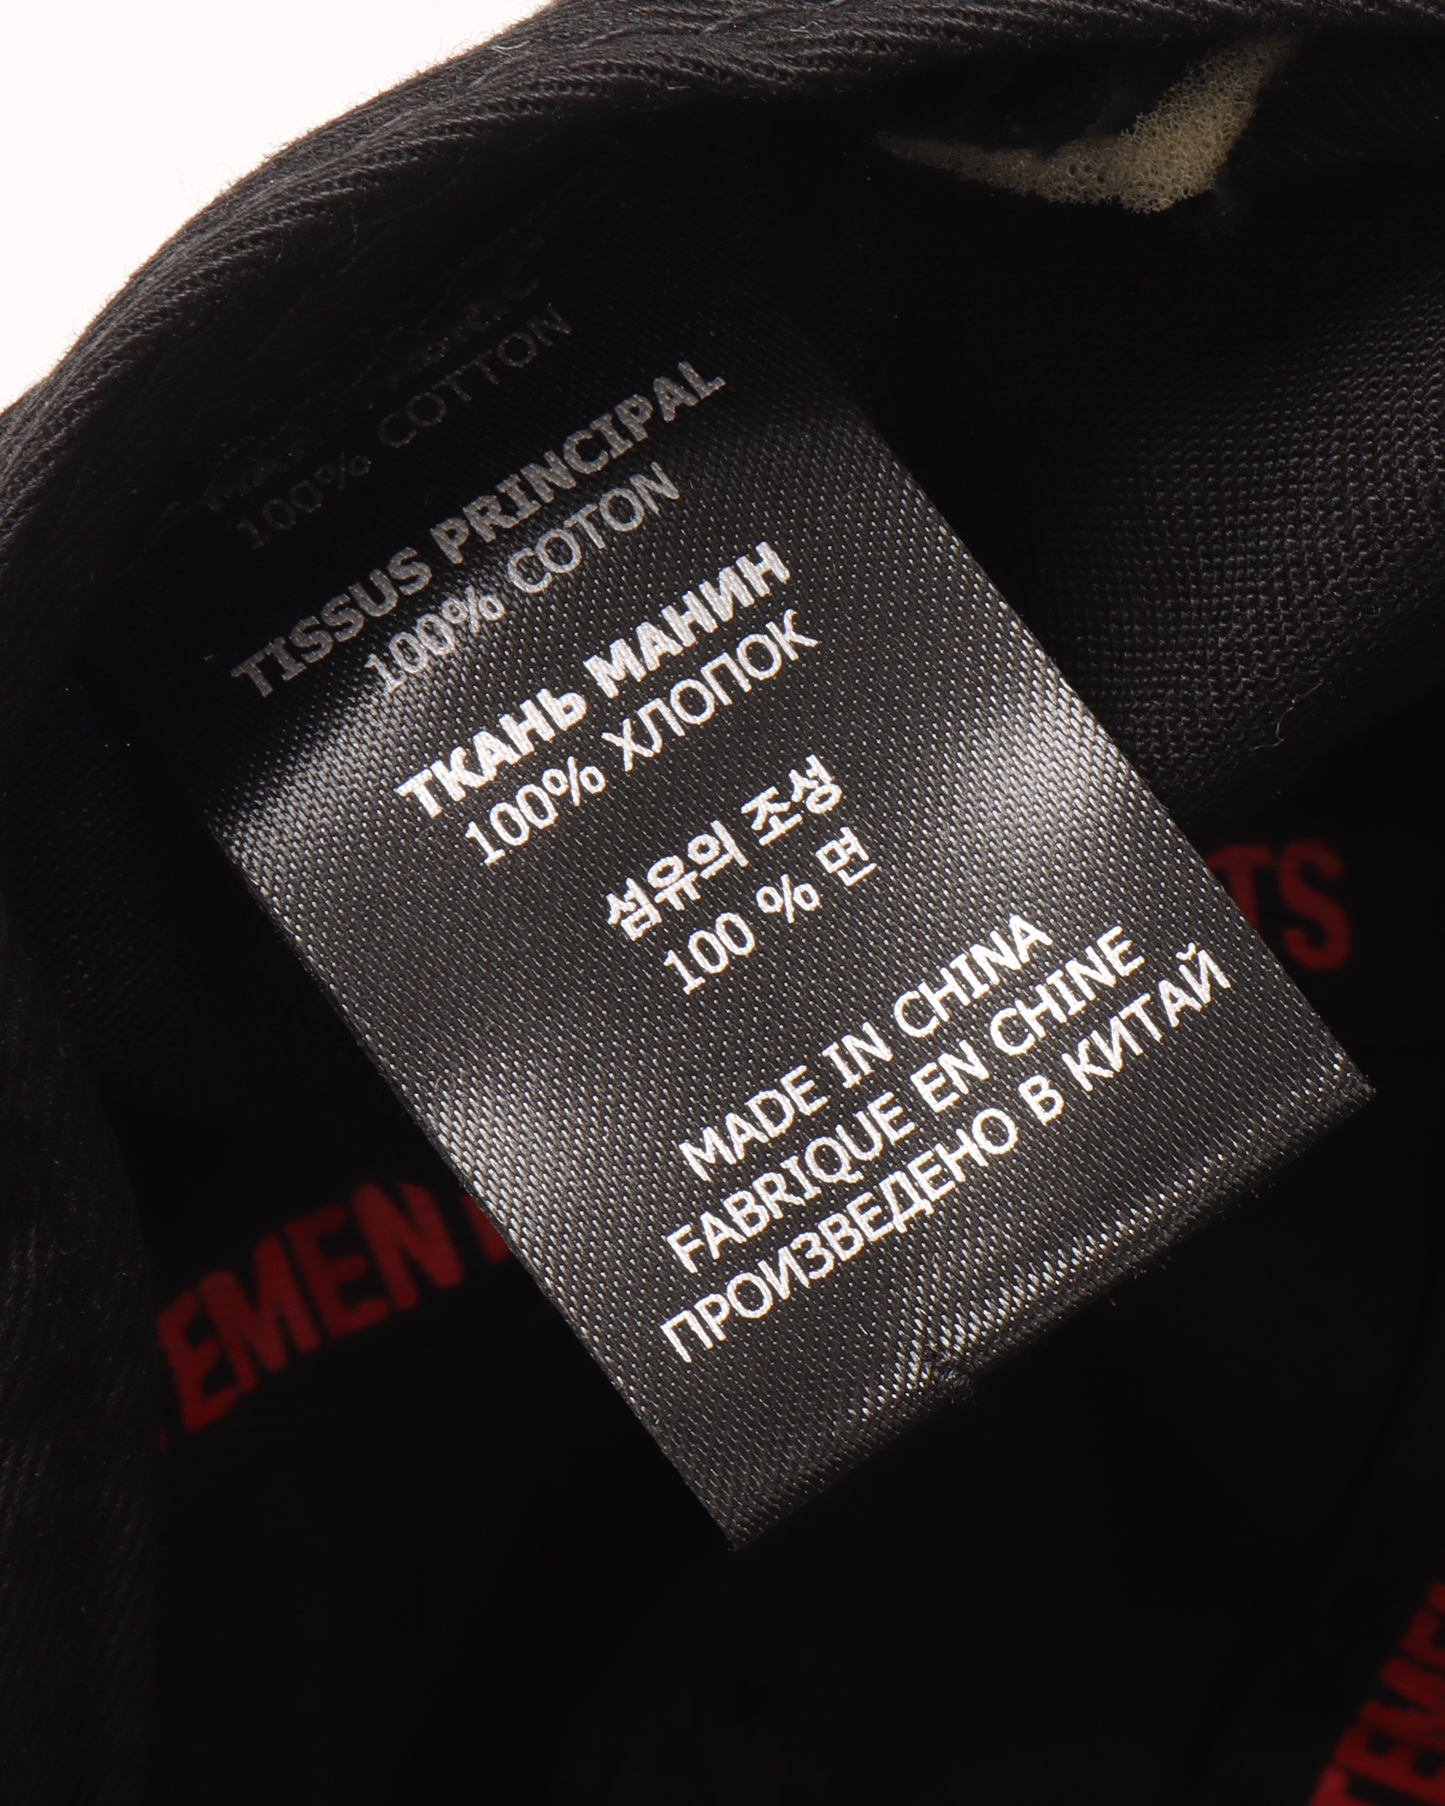 100% COTTON
TISSUS PRINCIPAL
100% COTON
ТКАНЬ МАНИН
100% ХЛОПОК
섬유의 조성
100 % 면
MADE IN CHINA
FABRIQUE EN CHINE
ПРОИЗВЕДЕНО В КИТАЙ